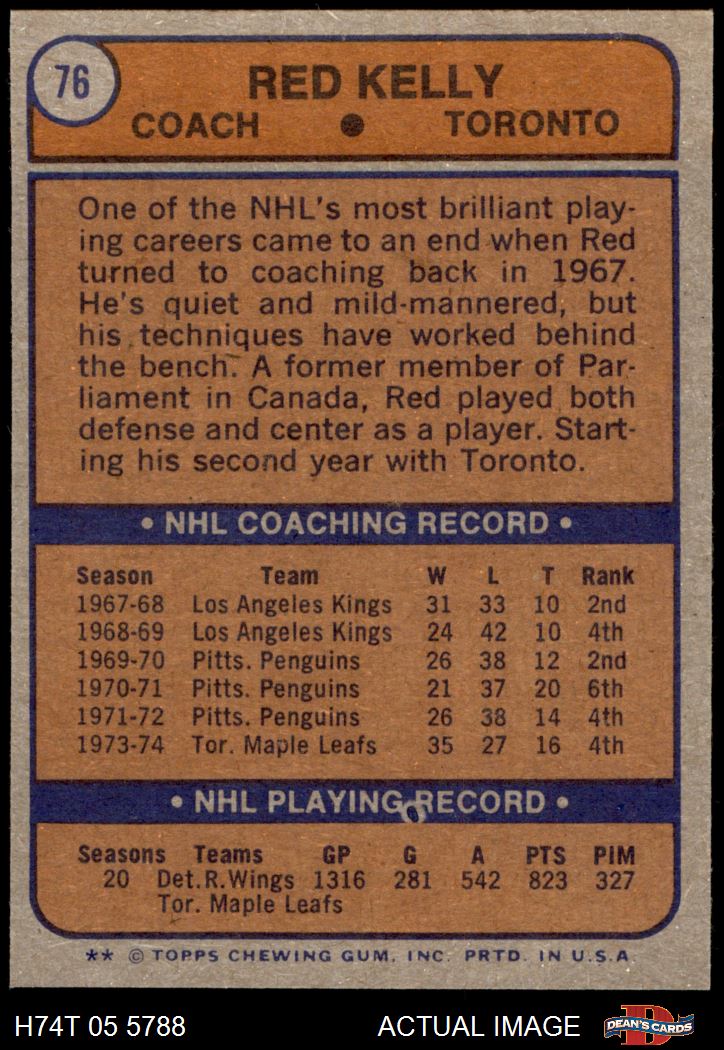 76
RED KELLY
COACH ● TORONTO
One of the NHL's most brilliant play-
ing careers came to an end when Red
turned to coaching back in 1967.
He's quiet and mild-mannered, but
his techniques have worked behind
the bench. A former member of Par-
liament in Canada, Red played both
defense and center as a player. Start-
ing his second year with Toronto.
• NHL COACHING RECORD •
Season Team W L T Rank
1967-68 Los Angeles Kings 31 33 10 2nd
1968-69 Los Angeles Kings 24 42 10 4th
1969-70 Pitts. Penguins 26 38 12 2nd
1970-71 Pitts. Penguins 21 37 20 6th
1971-72 Pitts. Penguins 26 38 14 4th
1973-74 Tor. Maple Leafs 35 27 16 4th
• NHL PLAYING RECORD •
Seasons Teams GP G A PTS PIM
20 Det.R.Wings 1316 281 542 823 327
Tor. Maple Leafs
** © TOPPS CHEWING GUM, INC. PRTD. IN U.S.A.
H74T 05 5788 ACTUAL IMAGE D DEAN'S CARDS